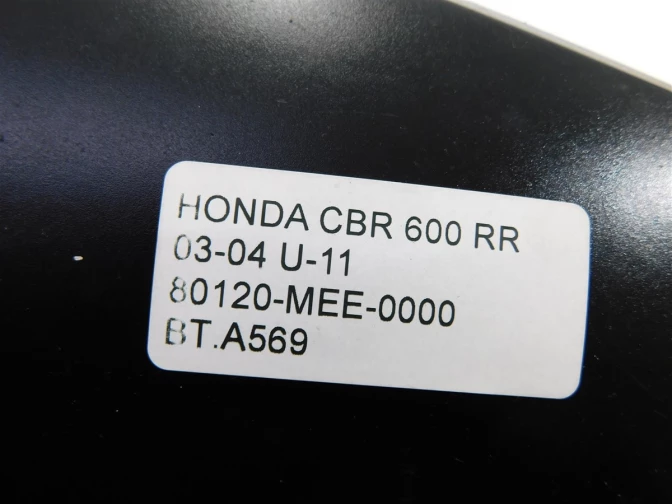 HONDA CBR 600 RR
03-04 U-11
80120-MEE-0000
BT.A569